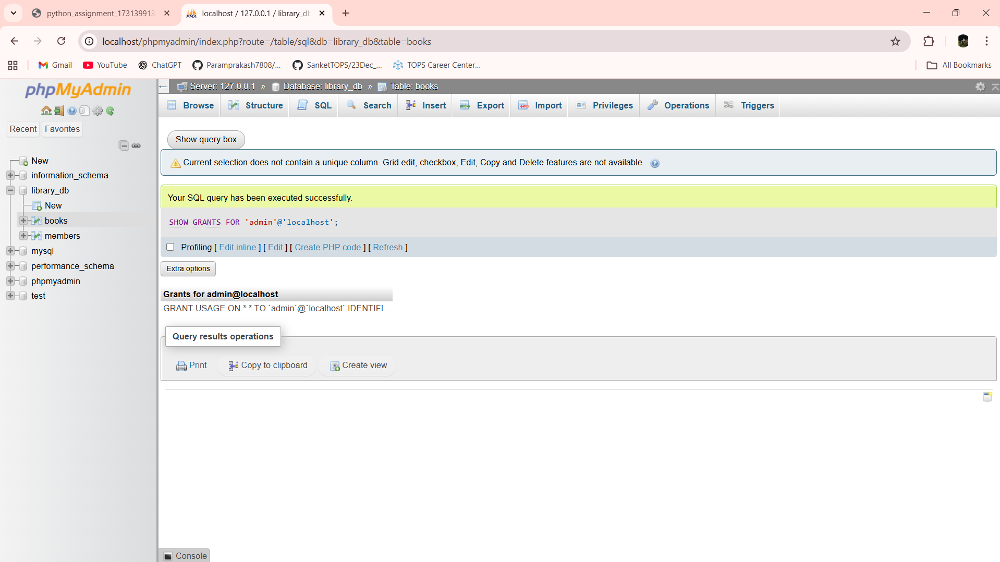 python_assignment_173139913
localhost / 127.0.0.1 / library_db
localhost/phpmyadmin/index.php?route=/table/sql&db=library_db&table=books
Gmail
YouTube
ChatGPT
Paramprakash7808/...
SanketTOPS/23Dec_...
TOPS Career Center...
All Bookmarks
phpMyAdmin
Recent
Favorites
New
information_schema
library_db
New
books
members
mysql
performance_schema
phpmyadmin
test
Server: 127.0.0.1 » Database: library_db » Table: books
Browse
Structure
SQL
Search
Insert
Export
Import
Privileges
Operations
Triggers
Show query box
Current selection does not contain a unique column. Grid edit, checkbox, Edit, Copy and Delete features are not available.
Your SQL query has been executed successfully.
SHOW GRANTS FOR 'admin'@'localhost';
Profiling [ Edit inline ] [ Edit ] [ Create PHP code ] [ Refresh ]
Extra options
Grants for admin@localhost
GRANT USAGE ON *.* TO `admin`@`localhost` IDENTIFI...
Query results operations
Print
Copy to clipboard
Create view
Console